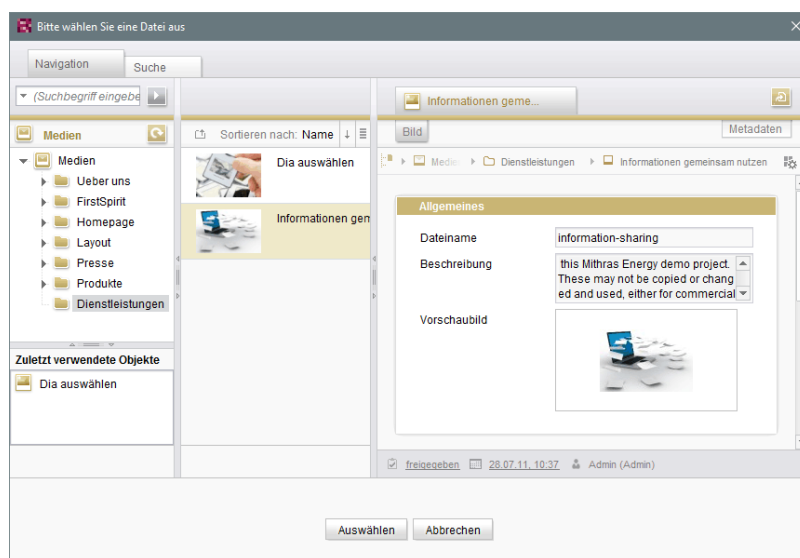 Bitte wählen Sie eine Datei aus
Navigation
Suche
(Suchbegriff eingebe
Informationen geme...
Medien
Sortieren nach: Name
Bild
Metadaten
Medien
Ueber uns
FirstSpirit
Homepage
Layout
Presse
Produkte
Dienstleistungen
Dia auswählen
Informationen gem
Medie
Dienstleistungen
Informationen gemeinsam nutzen
Allgemeines
Dateiname
information-sharing
Beschreibung
this Mithras Energy demo project.
These may not be copied or chang
ed and used, either for commercial
Vorschaubild
Zuletzt verwendete Objekte
Dia auswählen
freigegeben
28.07.11, 10:37
Admin (Admin)
Auswählen
Abbrechen